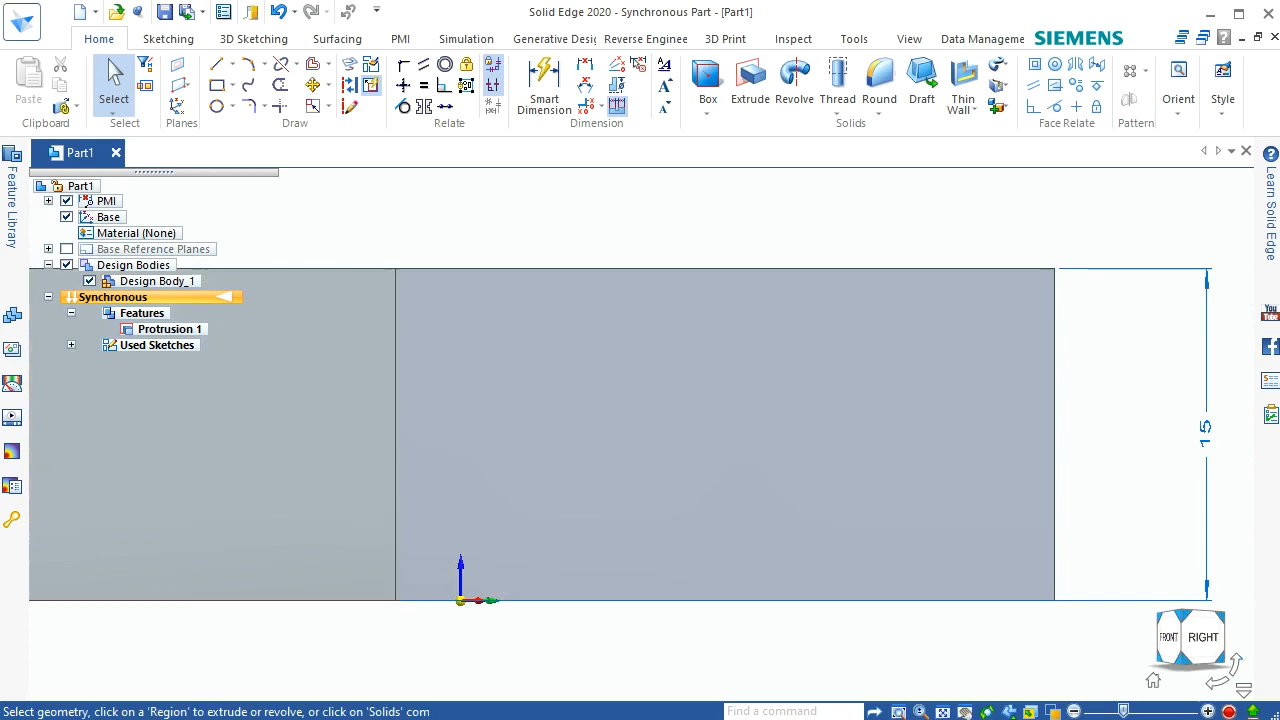 Solid Edge 2020 - Synchronous Part - [Part1]
Home
Sketching
3D Sketching
Surfacing
PMI
Simulation
Generative Desi
Reverse Enginee
3D Print
Inspect
Tools
View
Data Manageme
SIEMENS
Paste
Select
Smart
Dimension
Box
Extrude
Revolve
Thread
Round
Draft
Thin
Wall
Orient
Style
Clipboard
Select
Planes
Draw
Relate
Dimension
Solids
Face Relate
Pattern
Part1
Feature Library
Learn Solid Edge
Part1
PMI
Base
Material (None)
Base Reference Planes
Design Bodies
Design Body_1
Synchronous
Features
Protrusion 1
Used Sketches
15
You
Tube
FRONT
RIGHT
Select geometry, click on a 'Region' to extrude or revolve, or click on 'Solids' com
Find a command